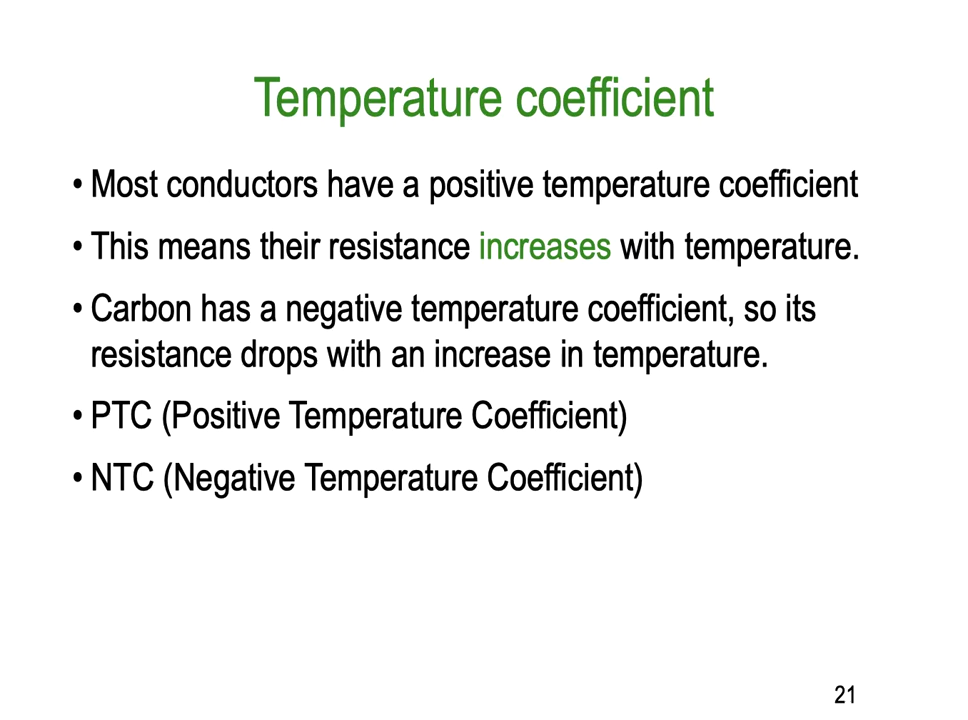 Temperature coefficient
• Most conductors have a positive temperature coefficient
• This means their resistance increases with temperature.
• Carbon has a negative temperature coefficient, so its
resistance drops with an increase in temperature.
• PTC (Positive Temperature Coefficient)
• NTC (Negative Temperature Coefficient)
21